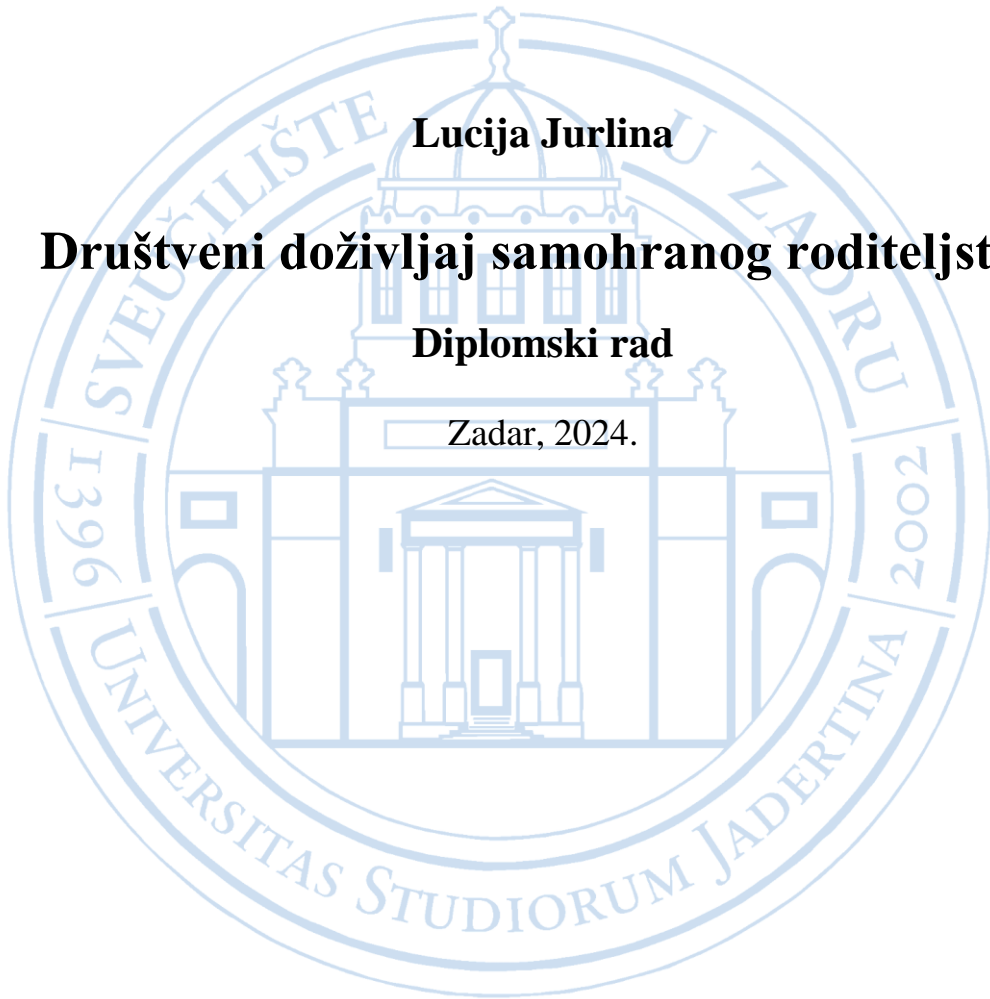 Lucija Jurlina
Društveni doživljaj samohranog roditeljst
Diplomski rad
Zadar, 2024.
SVEUČILIŠTE U ZADRU
1396
2002
UNIVERSITAS STUDIORUM JADERTINA